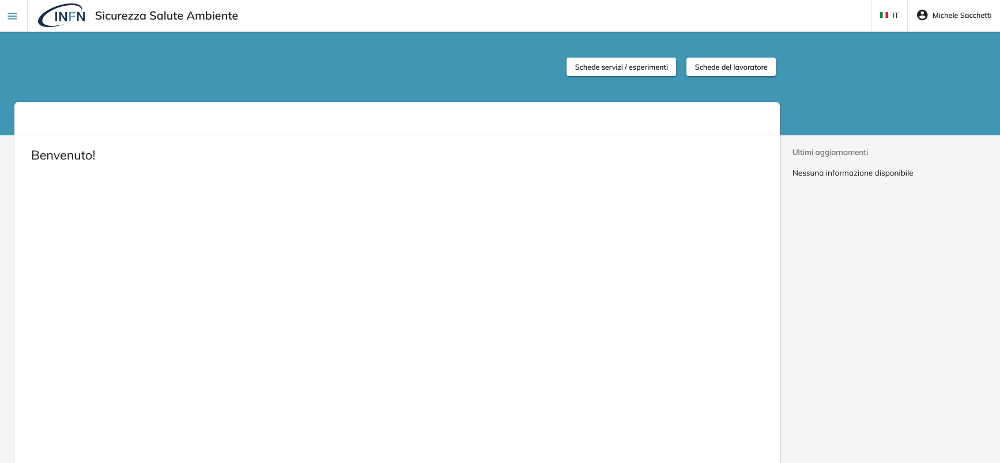 INFN Sicurezza Salute Ambiente IT Michele Sacchetti
Schede servizi / esperimenti Schede del lavoratore
Benvenuto!
Ultimi aggiornamenti
Nessuna informazione disponibile